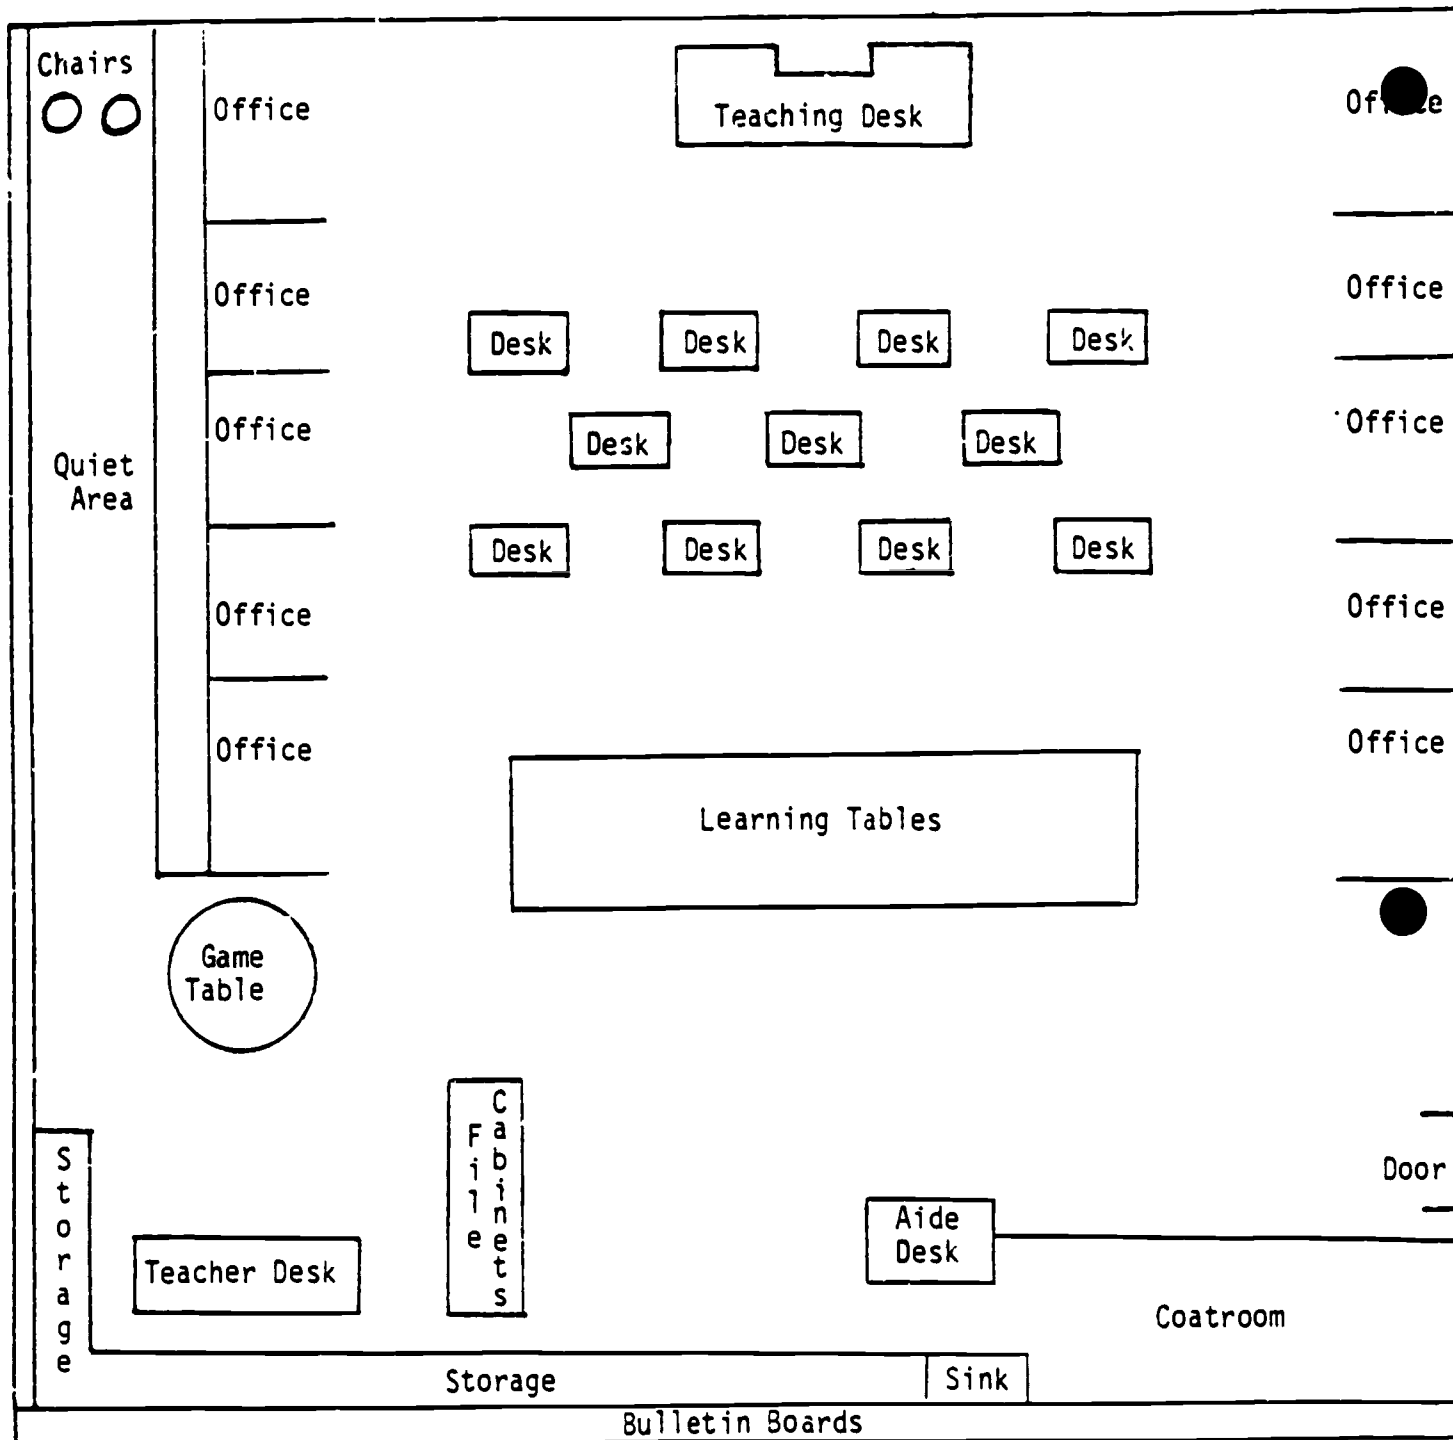 Chairs
Office
Teaching Desk
Office
Office
Desk
Desk
Desk
Desk
Office
Office
Desk
Desk
Desk
Office
Quiet
Area
Desk
Desk
Desk
Desk
Office
Office
Office
Office
Learning Tables
Game
Table
File
Cabinets
Storage
Door
Aide
Desk
Teacher Desk
Coatroom
Storage
Sink
Bulletin Boards